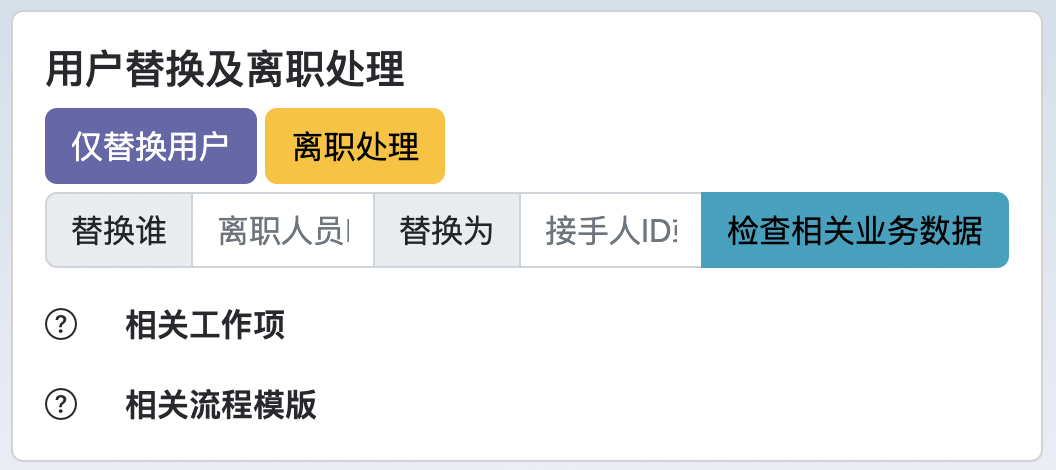 用户替换及离职处理
仅替换用户 离职处理
替换谁 离职人员 替换为 接手人ID 检查相关业务数据
? 相关工作项
? 相关流程模版